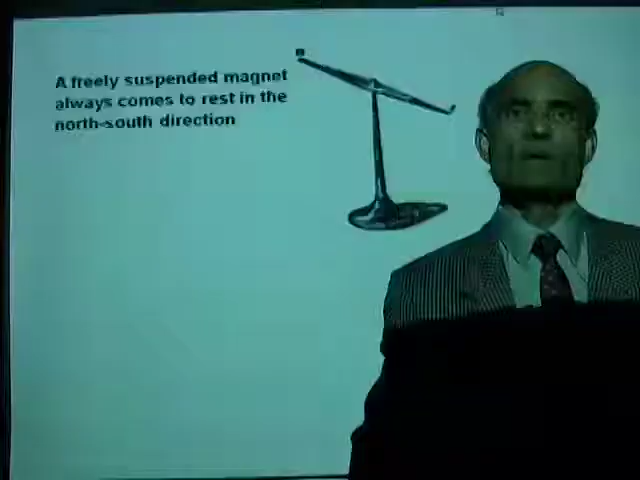 A freely suspended magnet
always comes to rest in the
north-south direction